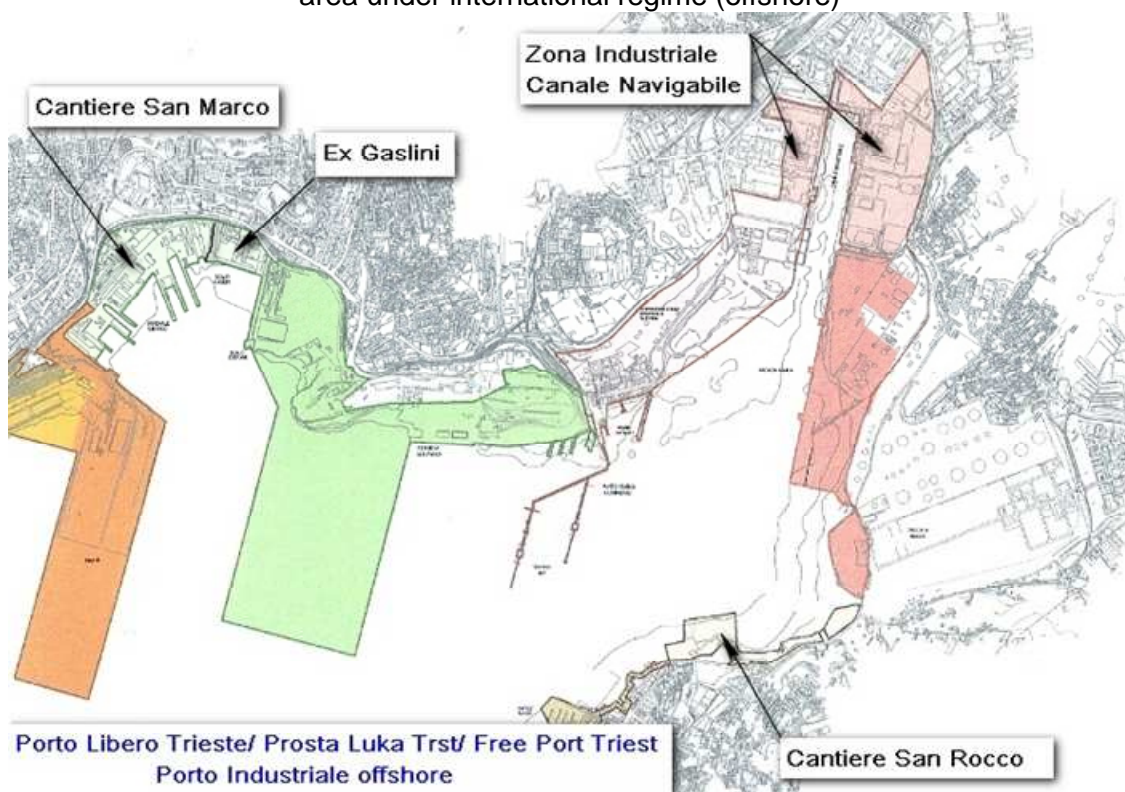 area under international regime (offshore)
Zona Industriale
Canale Navigabile
Cantiere San Marco
Ex Gaslini
Cantiere San Rocco
Porto Libero Trieste/ Prosta Luka Trst/ Free Port Triest
Porto Industriale offshore